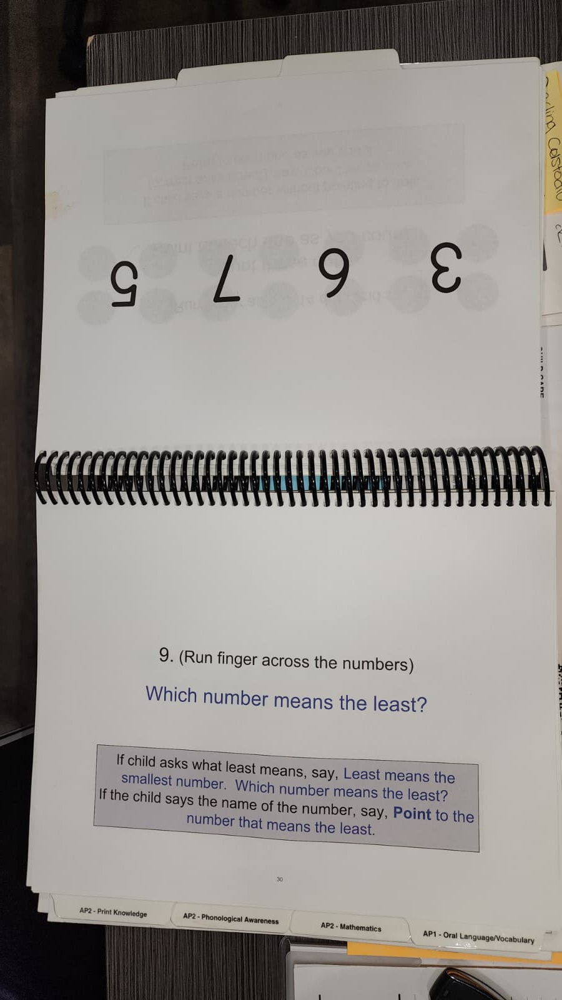 3 6 7 5
9. (Run finger across the numbers)
Which number means the least?
If child asks what least means, say, Least means the
smallest number. Which number means the least?
If the child says the name of the number, say, Point to the
number that means the least.
30
AP2 - Print Knowledge
AP2 - Phonological Awareness
AP2 - Mathematics
AP1 - Oral Language/Vocabulary